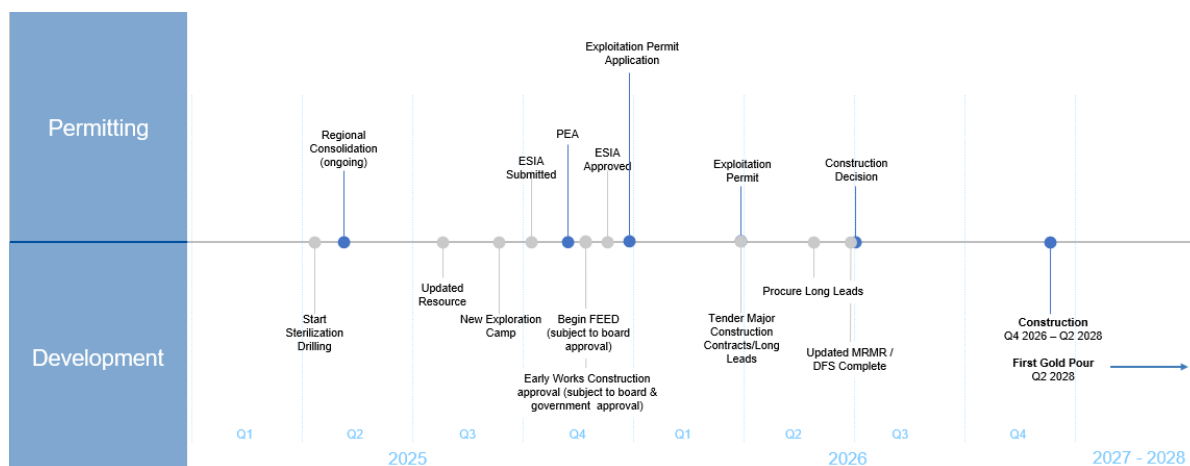 Permitting
Exploitation Permit
Application
Regional
Consolidation
(ongoing)
ESIA
Submitted
PEA
ESIA
Approved
Exploitation
Permit
Construction
Decision
Development
Start
Sterilization
Drilling
Updated
Resource
New Exploration
Camp
Begin FEED
(subject to board
approval)
Early Works Construction
approval (subject to board &
government approval)
Tender Major
Construction
Contracts/Long
Leads
Procure Long Leads
Updated MRMR /
DFS Complete
Construction
Q4 2026 – Q2 2028
First Gold Pour
Q2 2028
Q1
Q2
Q3
Q4
Q1
Q2
Q3
Q4
2025
2026
2027 - 2028